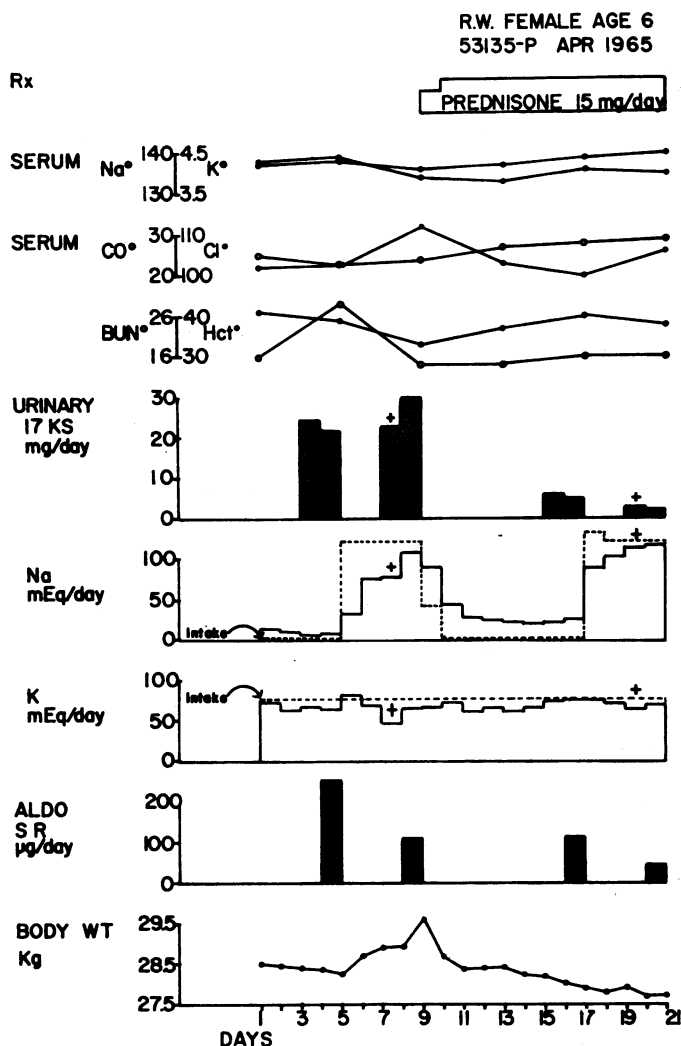 R.W. FEMALE AGE 6
53135-P APR 1965
Rx
PREDNISONE 15 mg/day
SERUM Na° 140 4.5 K°
130 3.5
SERUM CO° 30 110 Cl°
20 100
BUN° 26 40 Hct°
16 30
URINARY
17 KS
mg/day
30
20
10
0
+ +
Na
mEq/day
100
50
0
Intake
+ +
K
mEq/day
100
50
0
Intake
+ +
ALDO
S R
µg/day
200
100
0
BODY WT
Kg
29.5
28.5
27.5
1 3 5 7 9 11 13 15 17 19 21
DAYS